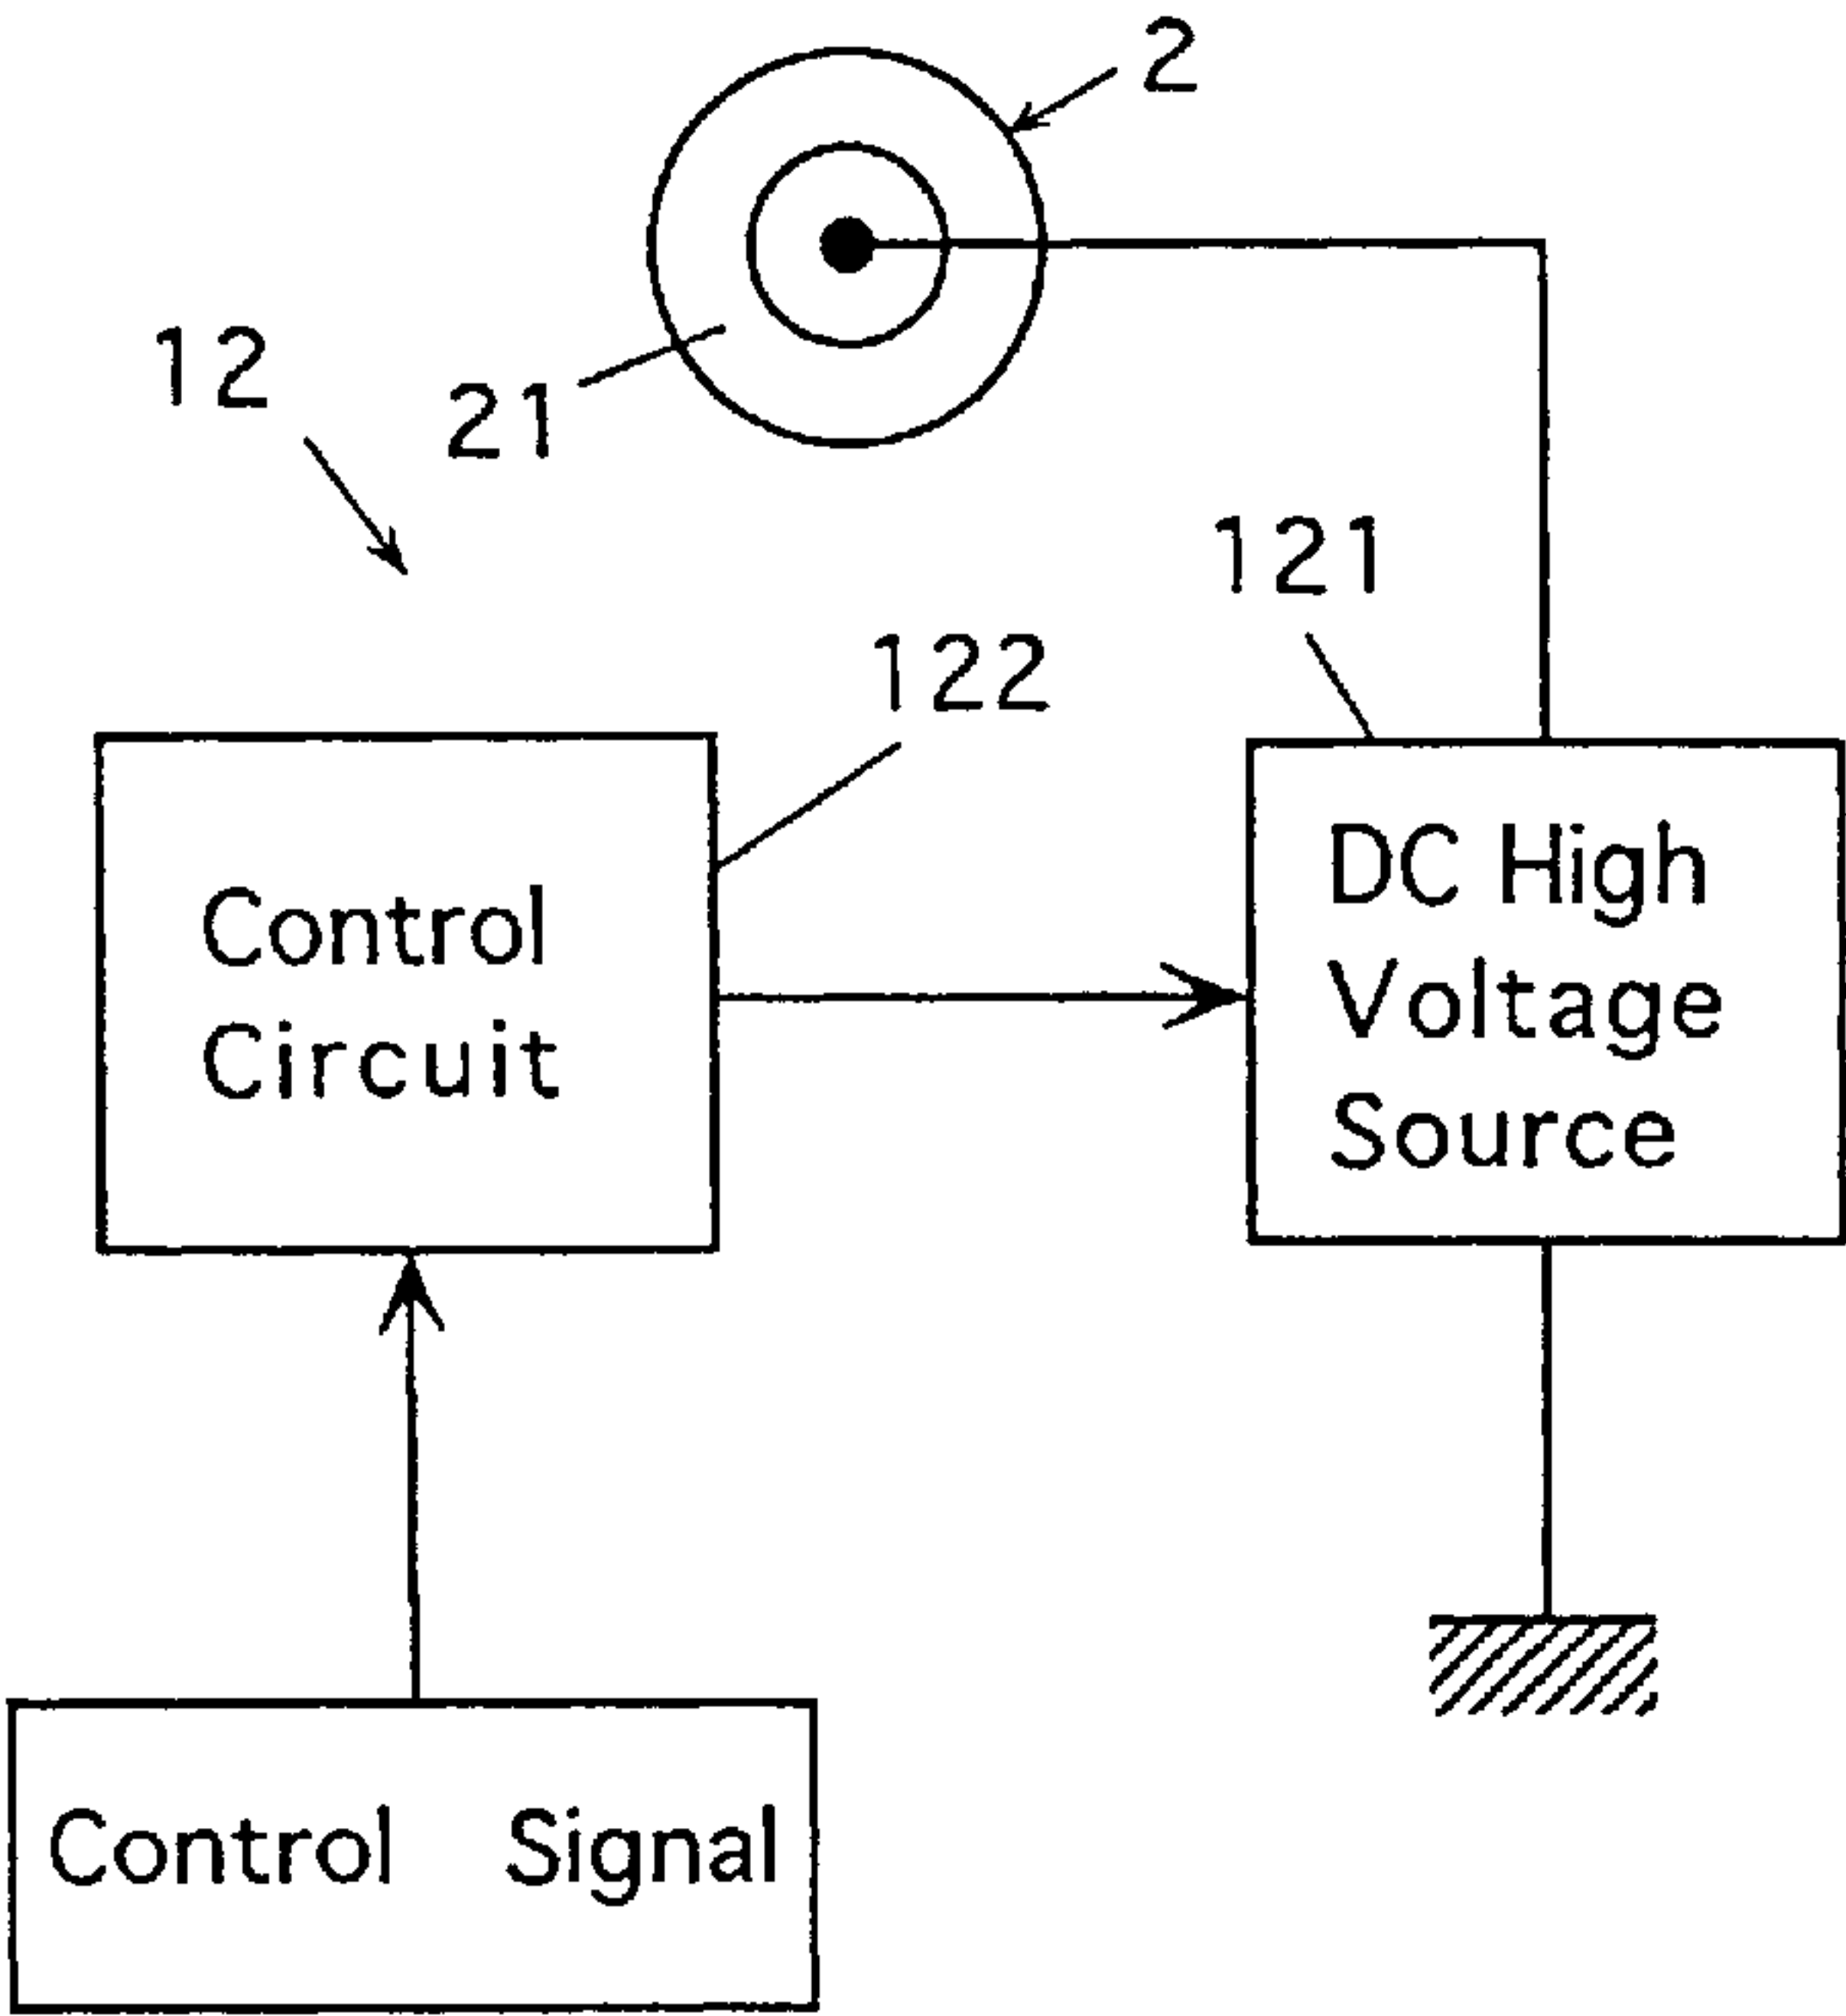 2
12
21
121
122
Control
Circuit
DC High
Voltage
Source
Control Signal